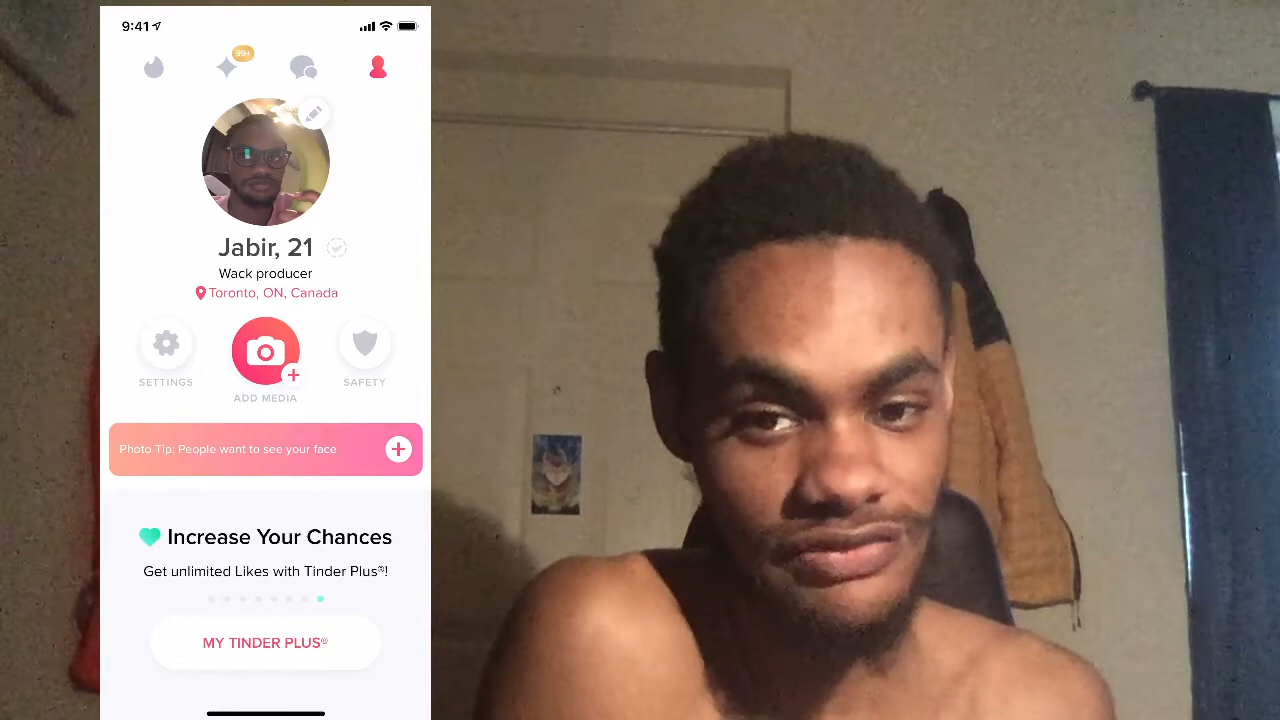 9:41
99+
Jabir, 21
Wack producer
Toronto, ON, Canada
SETTINGS
ADD MEDIA
SAFETY
Photo Tip: People want to see your face
Increase Your Chances
Get unlimited Likes with Tinder Plus®!
MY TINDER PLUS®